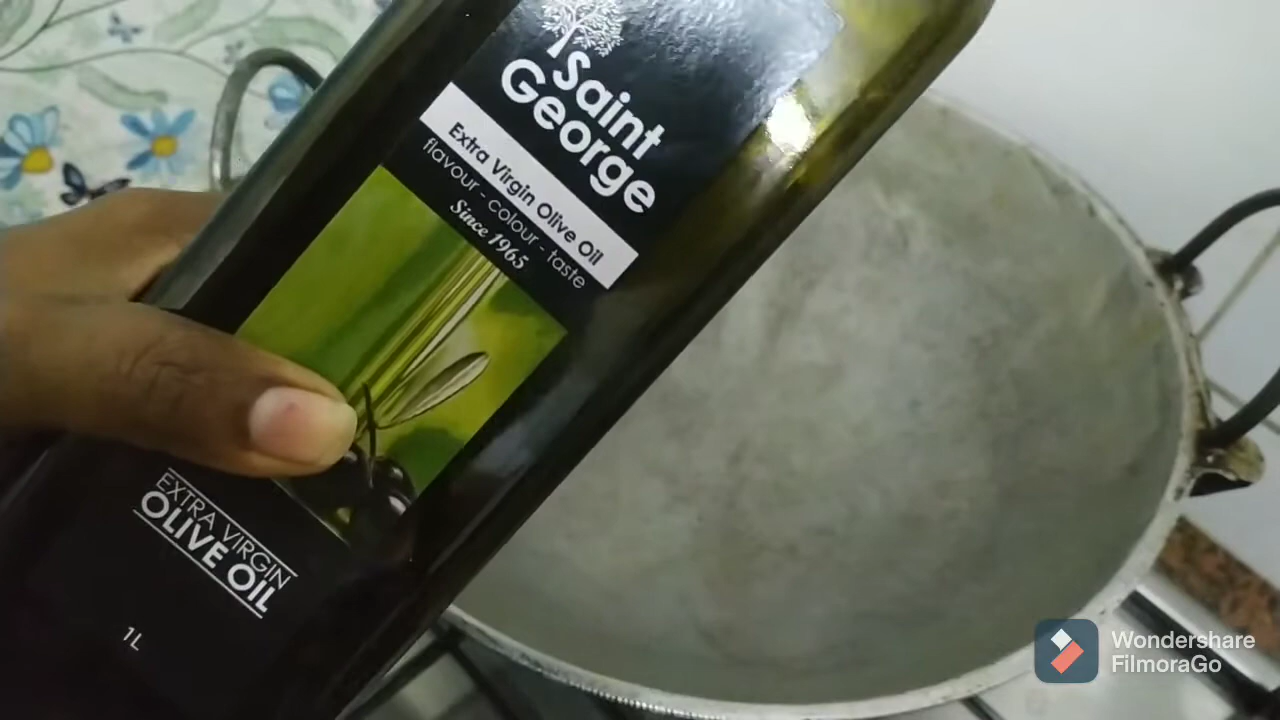 Saint
George
Extra Virgin Olive Oil
flavour - colour - taste
Since 1965
EXTRA VIRGIN
OLIVE OIL
1L
Wondershare
FilmoraGo